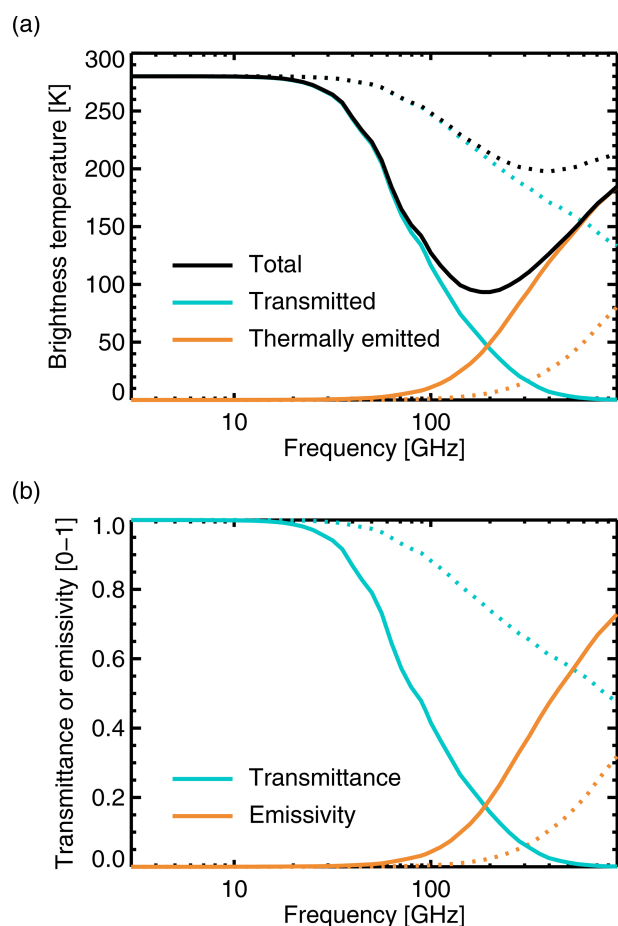 (a)
300
250
200
150
100
50
0
Brightness temperature [K]
Total
Transmitted
Thermally emitted
10
100
Frequency [GHz]
(b)
1.0
0.8
0.6
0.4
0.2
0.0
Transmittance or emissivity [0−1]
Transmittance
Emissivity
10
100
Frequency [GHz]